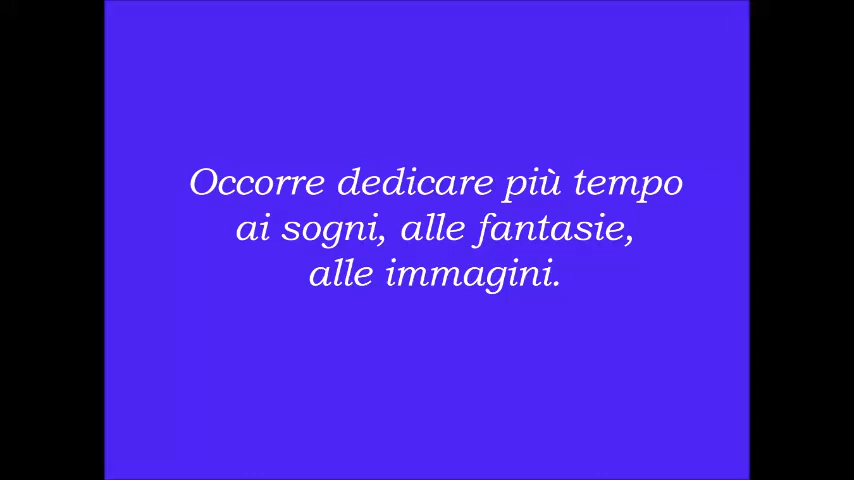 Occorre dedicare più tempo
ai sogni, alle fantasie,
alle immagini.